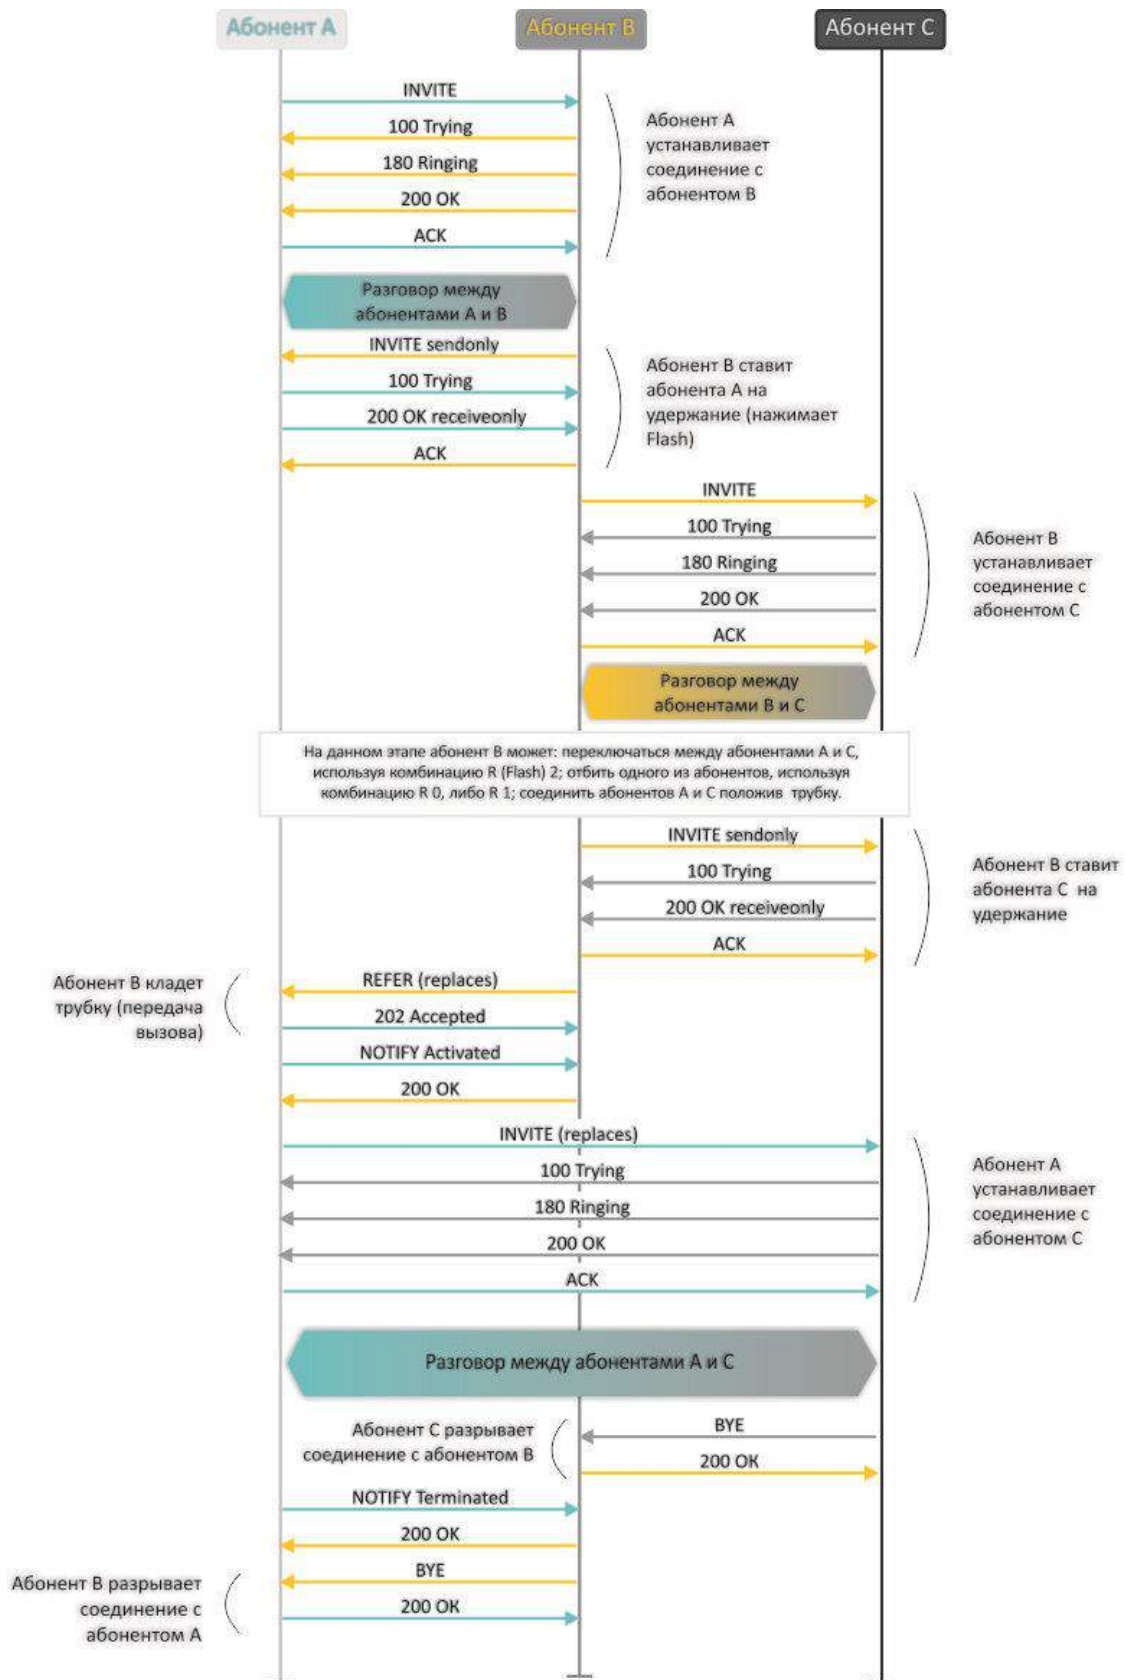 Абонент A
Абонент B
Абонент C
INVITE
100 Trying
180 Ringing
200 OK
ACK
Абонент А
устанавливает
соединение с
абонентом В
Разговор между
абонентами А и В
INVITE sendonly
100 Trying
200 OK receiveonly
ACK
Абонент В ставит
абонента А на
удержание (нажимает
Flash)
INVITE
100 Trying
180 Ringing
200 OK
ACK
Абонент В
устанавливает
соединение с
абонентом С
Разговор между
абонентами В и С
На данном этапе абонент В может: переключаться между абонентами А и С,
используя комбинацию R (Flash) 2; отбить одного из абонентов, используя
комбинацию R 0, либо R 1; соединить абонентов А и С положив трубку.
INVITE sendonly
100 Trying
200 OK receiveonly
ACK
Абонент В ставит
абонента С на
удержание
Абонент В кладет
трубку (передача
вызова)
REFER (replaces)
202 Accepted
NOTIFY Activated
200 OK
INVITE (replaces)
100 Trying
180 Ringing
200 OK
ACK
Абонент А
устанавливает
соединение с
абонентом С
Разговор между абонентами А и С
Абонент С разрывает
соединение с абонентом В
BYE
200 OK
NOTIFY Terminated
200 OK
BYE
200 OK
Абонент В разрывает
соединение с
абонентом А